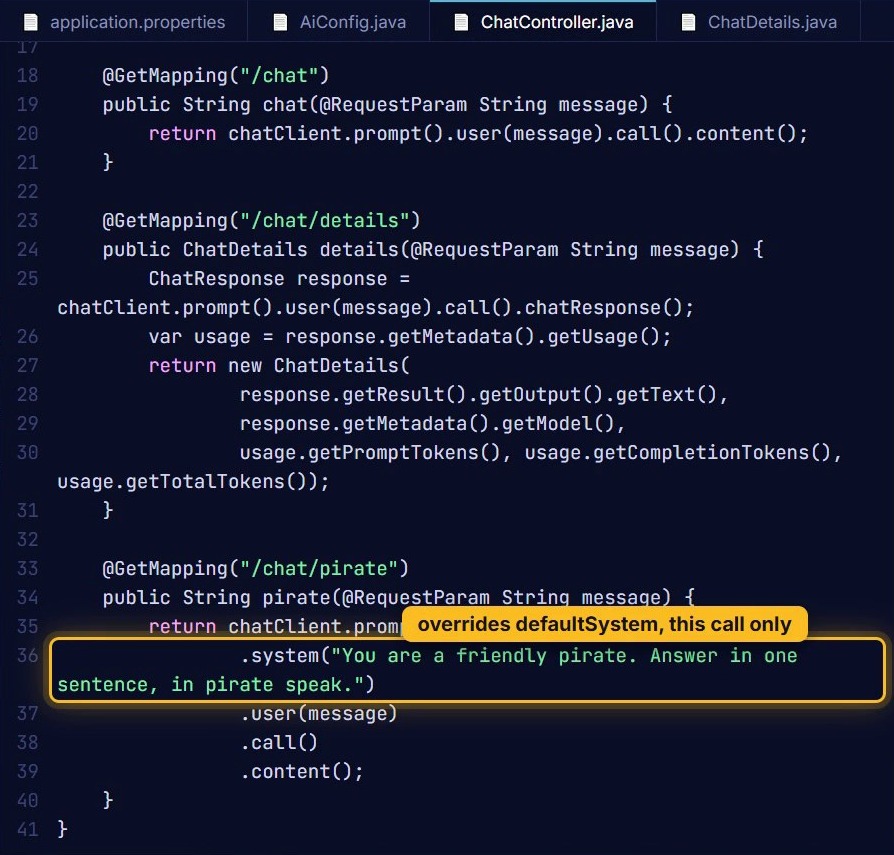 application.properties
AiConfig.java
ChatController.java
ChatDetails.java
17
18 @GetMapping("/chat")
19 public String chat(@RequestParam String message) {
20 return chatClient.prompt().user(message).call().content();
21 }
22
23 @GetMapping("/chat/details")
24 public ChatDetails details(@RequestParam String message) {
25 ChatResponse response =
chatClient.prompt().user(message).call().chatResponse();
26 var usage = response.getMetadata().getUsage();
27 return new ChatDetails(
28 response.getResult().getOutput().getText(),
29 response.getMetadata().getModel(),
30 usage.getPromptTokens(), usage.getCompletionTokens(),
usage.getTotalTokens());
31 }
32
33 @GetMapping("/chat/pirate")
34 public String pirate(@RequestParam String message) {
35 return chatClient.prom
overrides defaultSystem, this call only
36 .system("You are a friendly pirate. Answer in one
sentence, in pirate speak.")
37 .user(message)
38 .call()
39 .content();
40 }
41 }